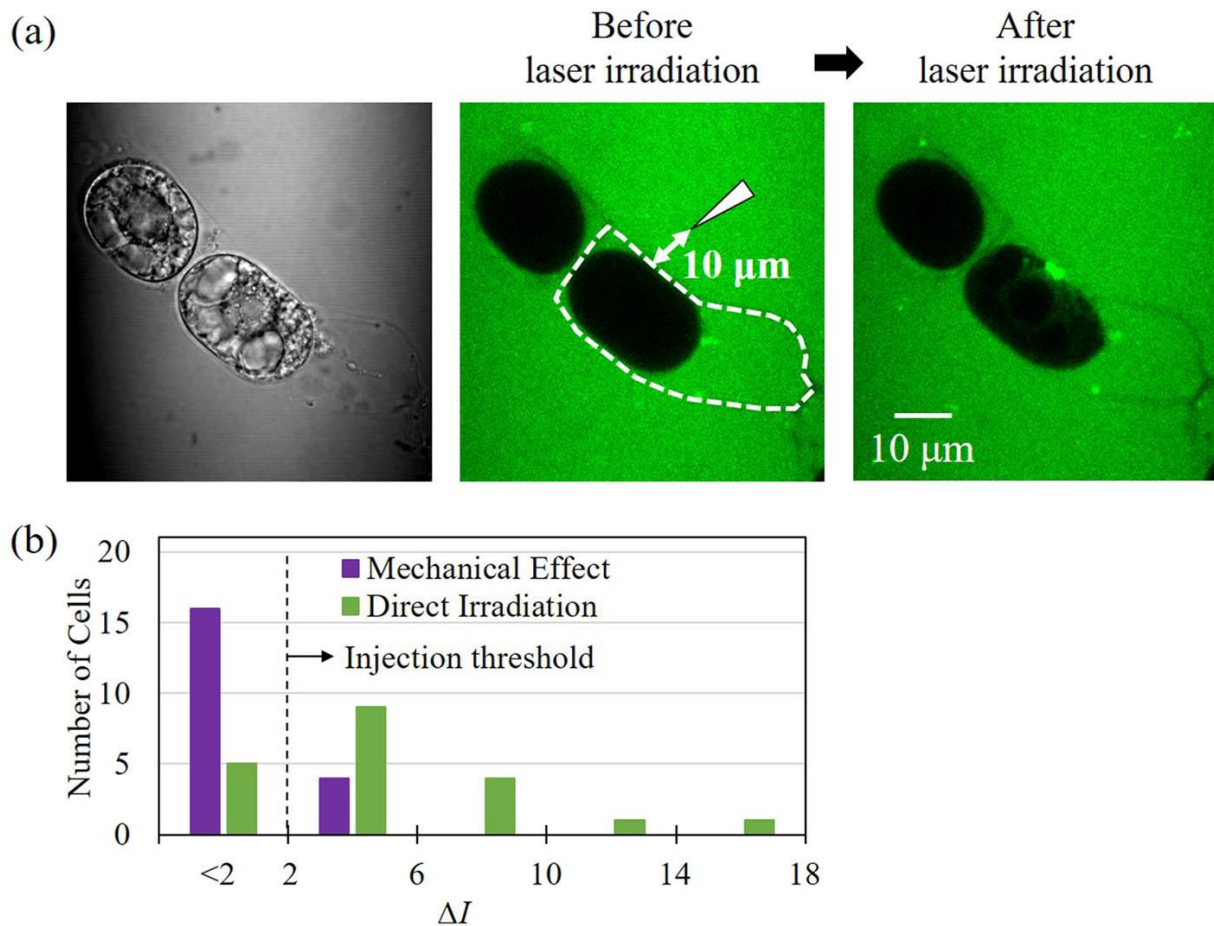 (a)
Before
laser irradiation
After
laser irradiation
10 μm
10 μm
(b)
Number of Cells
20
15
10
5
0
Mechanical Effect
Direct Irradiation
Injection threshold
<2 2 6 10 14 18
ΔI